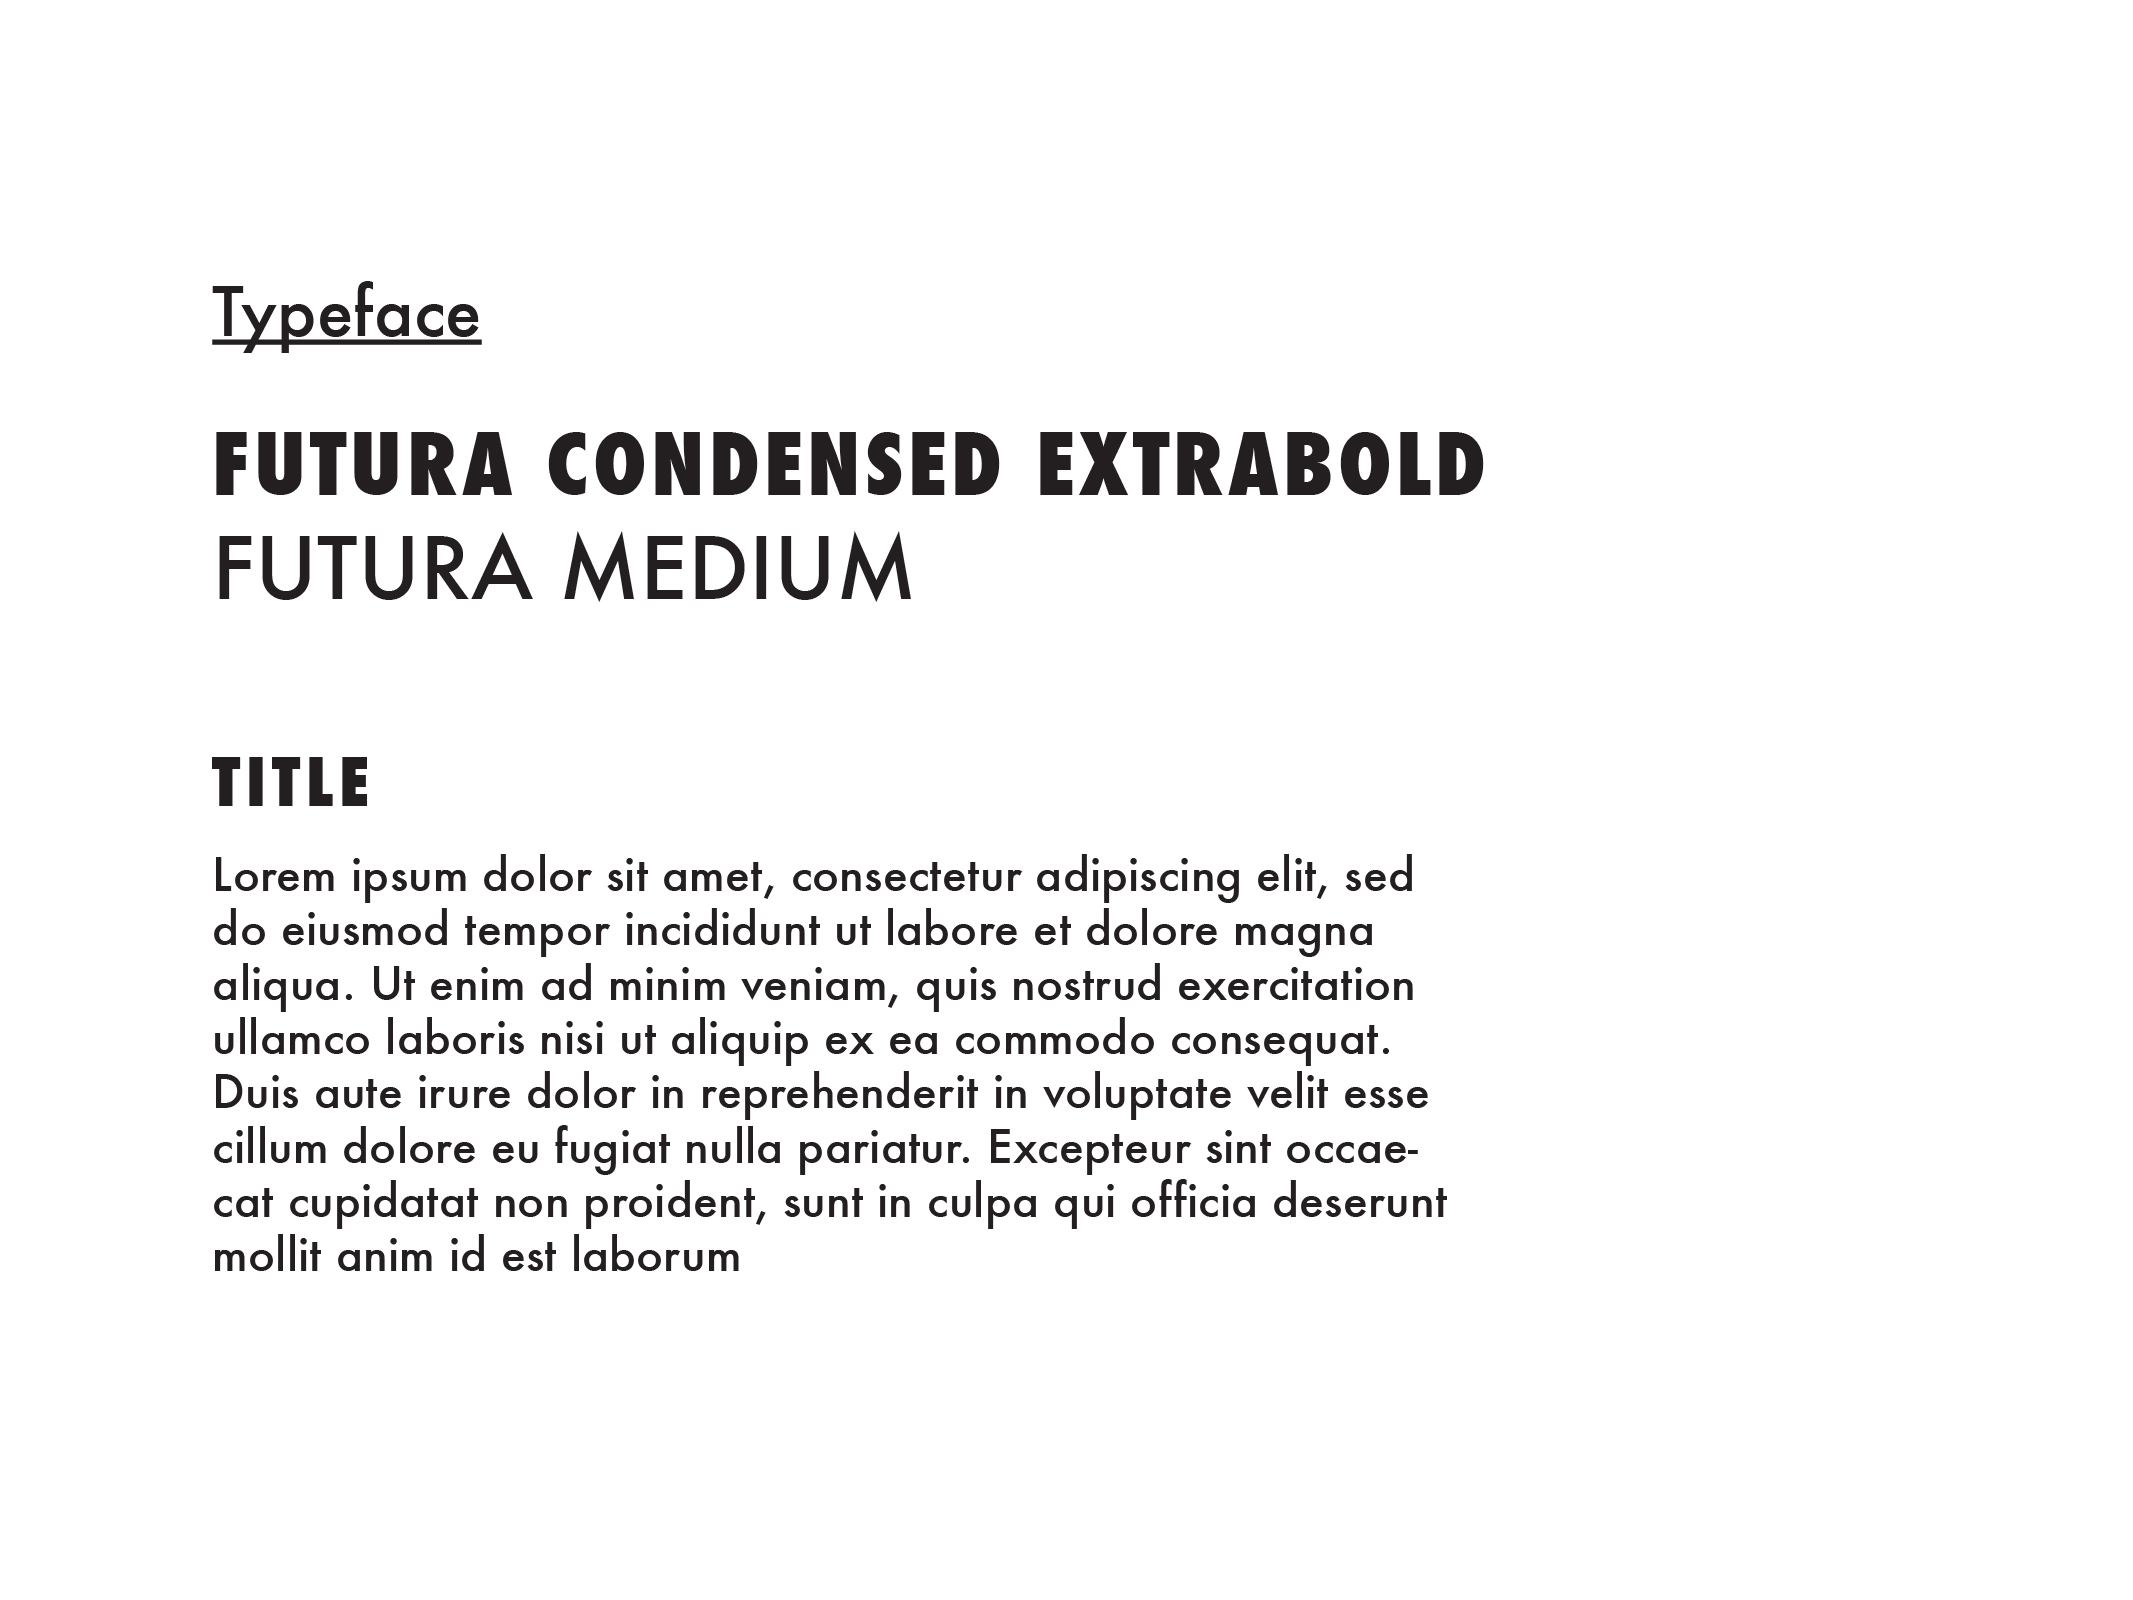 Typeface
FUTURA CONDENSED EXTRABOLD
FUTURA MEDIUM
TITLE
Lorem ipsum dolor sit amet, consectetur adipiscing elit, sed
do eiusmod tempor incididunt ut labore et dolore magna
aliqua. Ut enim ad minim veniam, quis nostrud exercitation
ullamco laboris nisi ut aliquip ex ea commodo consequat.
Duis aute irure dolor in reprehenderit in voluptate velit esse
cillum dolore eu fugiat nulla pariatur. Excepteur sint occae-
cat cupidatat non proident, sunt in culpa qui officia deserunt
mollit anim id est laborum